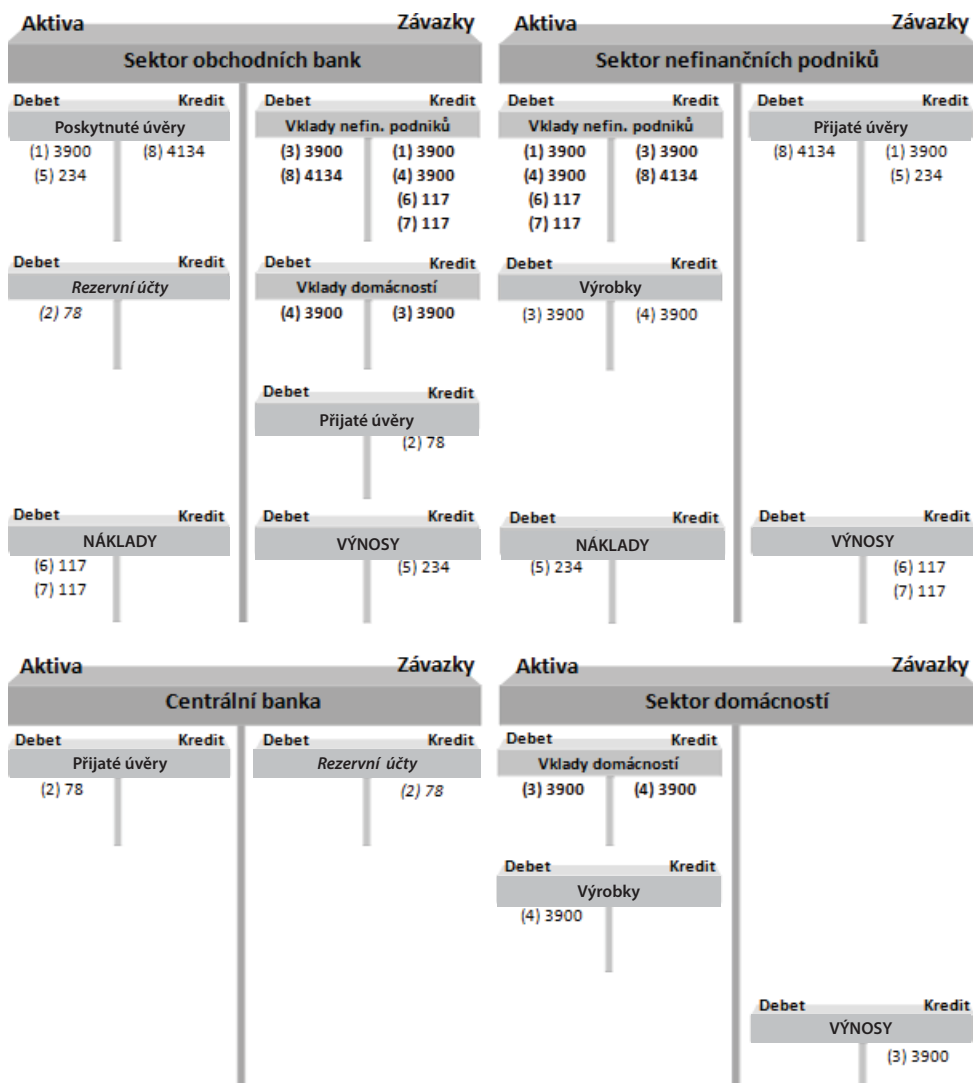 Aktiva Závazky
Sektor obchodních bank
Debet Kredit Debet Kredit
Poskytnuté úvěry Vklady nefin. podniků
(1) 3900 (8) 4134 (3) 3900 (1) 3900
(5) 234 (8) 4134 (4) 3900
(6) 117
(7) 117
Debet Kredit Debet Kredit
Rezervní účty Vklady domácností
(2) 78 (4) 3900 (3) 3900
Debet Kredit
Přijaté úvěry
(2) 78
Debet Kredit Debet Kredit
NÁKLADY VÝNOSY
(6) 117 (5) 234
(7) 117
Aktiva Závazky
Sektor nefinančních podniků
Debet Kredit Debet Kredit
Vklady nefin. podniků Přijaté úvěry
(1) 3900 (3) 3900 (8) 4134 (1) 3900
(4) 3900 (8) 4134 (5) 234
(6) 117
(7) 117
Debet Kredit
Výrobky
(3) 3900 (4) 3900
Debet Kredit Debet Kredit
NÁKLADY VÝNOSY
(5) 234 (6) 117
(7) 117
Aktiva Závazky
Centrální banka
Debet Kredit Debet Kredit
Přijaté úvěry Rezervní účty
(2) 78 (2) 78
Aktiva Závazky
Sektor domácností
Debet Kredit
Vklady domácností
(3) 3900 (4) 3900
Debet Kredit
Výrobky
(4) 3900
Debet Kredit
VÝNOSY
(3) 3900